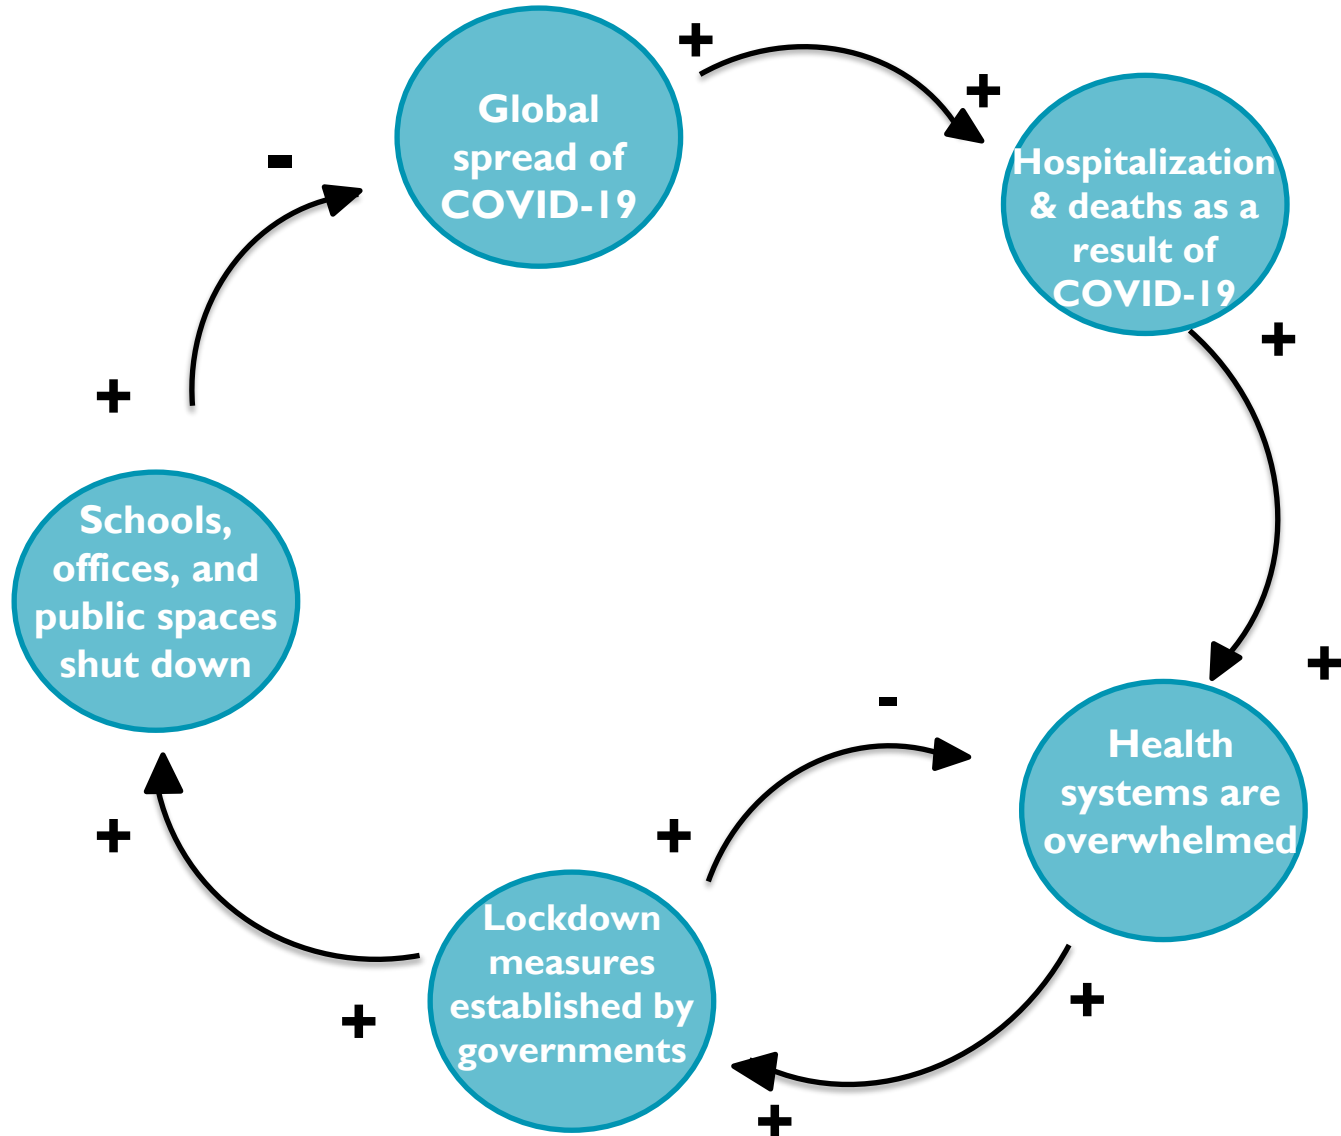 Global
spread of
COVID-19
Hospitalization
& deaths as a
result of
COVID-19
Health
systems are
overwhelmed
Lockdown
measures
established by
governments
Schools,
offices, and
public spaces
shut down
+
+
+
+
+
+
+
-
+
+
+
-